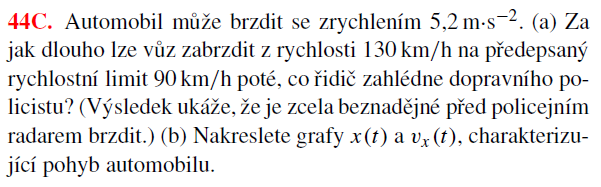 44C. Automobil může brzdit se zrychlením 5,2 m·s⁻². (a) Za
jak dlouho lze vůz zabrzdit z rychlosti 130 km/h na předepsaný
rychlostní limit 90 km/h poté, co řidič zahlédne dopravního po-
licistu? (Výsledek ukáže, že je zcela beznadějné před policejním
radarem brzdit.) (b) Nakreslete grafy x(t) a vₓ(t), charakterizu-
jící pohyb automobilu.